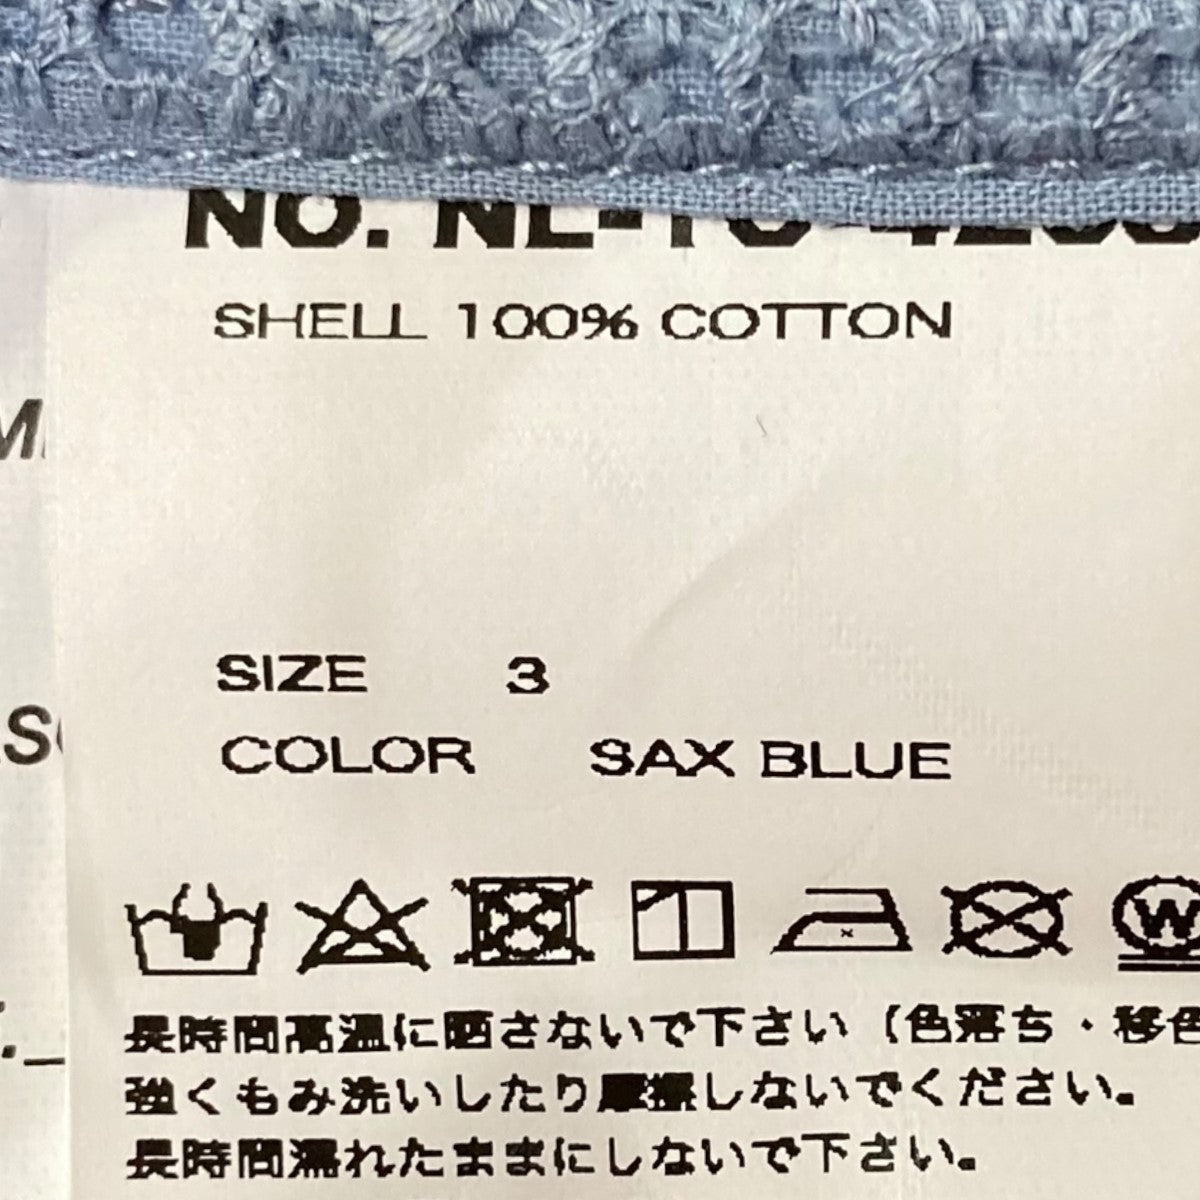 NO.
SHELL 100% COTTON
SIZE 3
COLOR SAX BLUE
W
長時間高温に晒さないで下さい（色落ち・移色
強くもみ洗いしたり摩擦しないでください。
長時間濡れたままにしないで下さい。